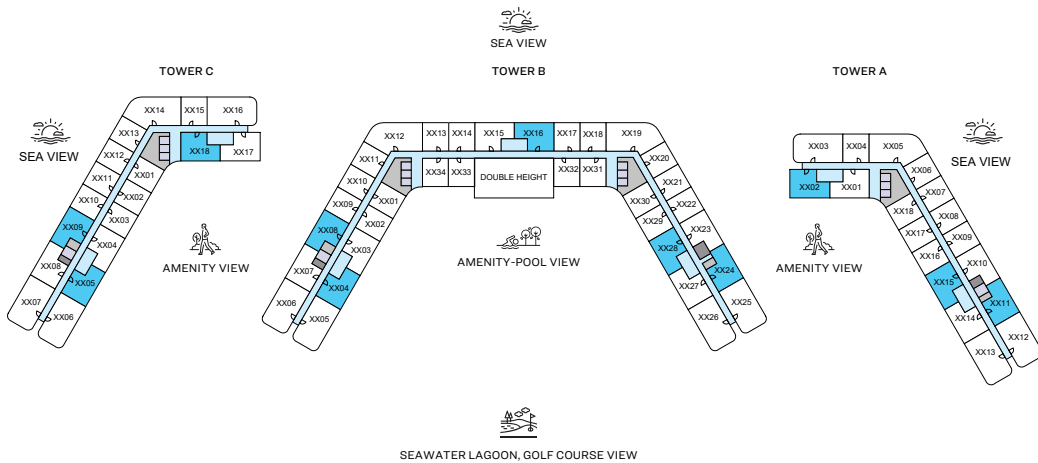 SEA VIEW
TOWER C
TOWER B
TOWER A
SEA VIEW
XX14
XX15
XX16
XX13
XX12
XX11
XX10
XX09
XX08
XX07
XX06
XX05
XX04
XX03
XX02
XX01
XX18
XX17
AMENITY VIEW
XX12
XX13
XX14
XX15
XX16
XX17
XX18
XX19
XX11
XX10
XX09
XX08
XX07
XX06
XX05
XX04
XX03
XX02
XX01
XX34
XX33
DOUBLE HEIGHT
XX32
XX31
XX30
XX29
XX28
XX27
XX26
XX25
XX24
XX23
XX22
XX21
XX20
AMENITY-POOL VIEW
SEA VIEW
XX03
XX04
XX05
XX02
XX01
XX06
XX07
XX08
XX09
XX10
XX11
XX12
XX18
XX17
XX16
XX15
XX14
XX13
AMENITY VIEW
SEAWATER LAGOON, GOLF COURSE VIEW